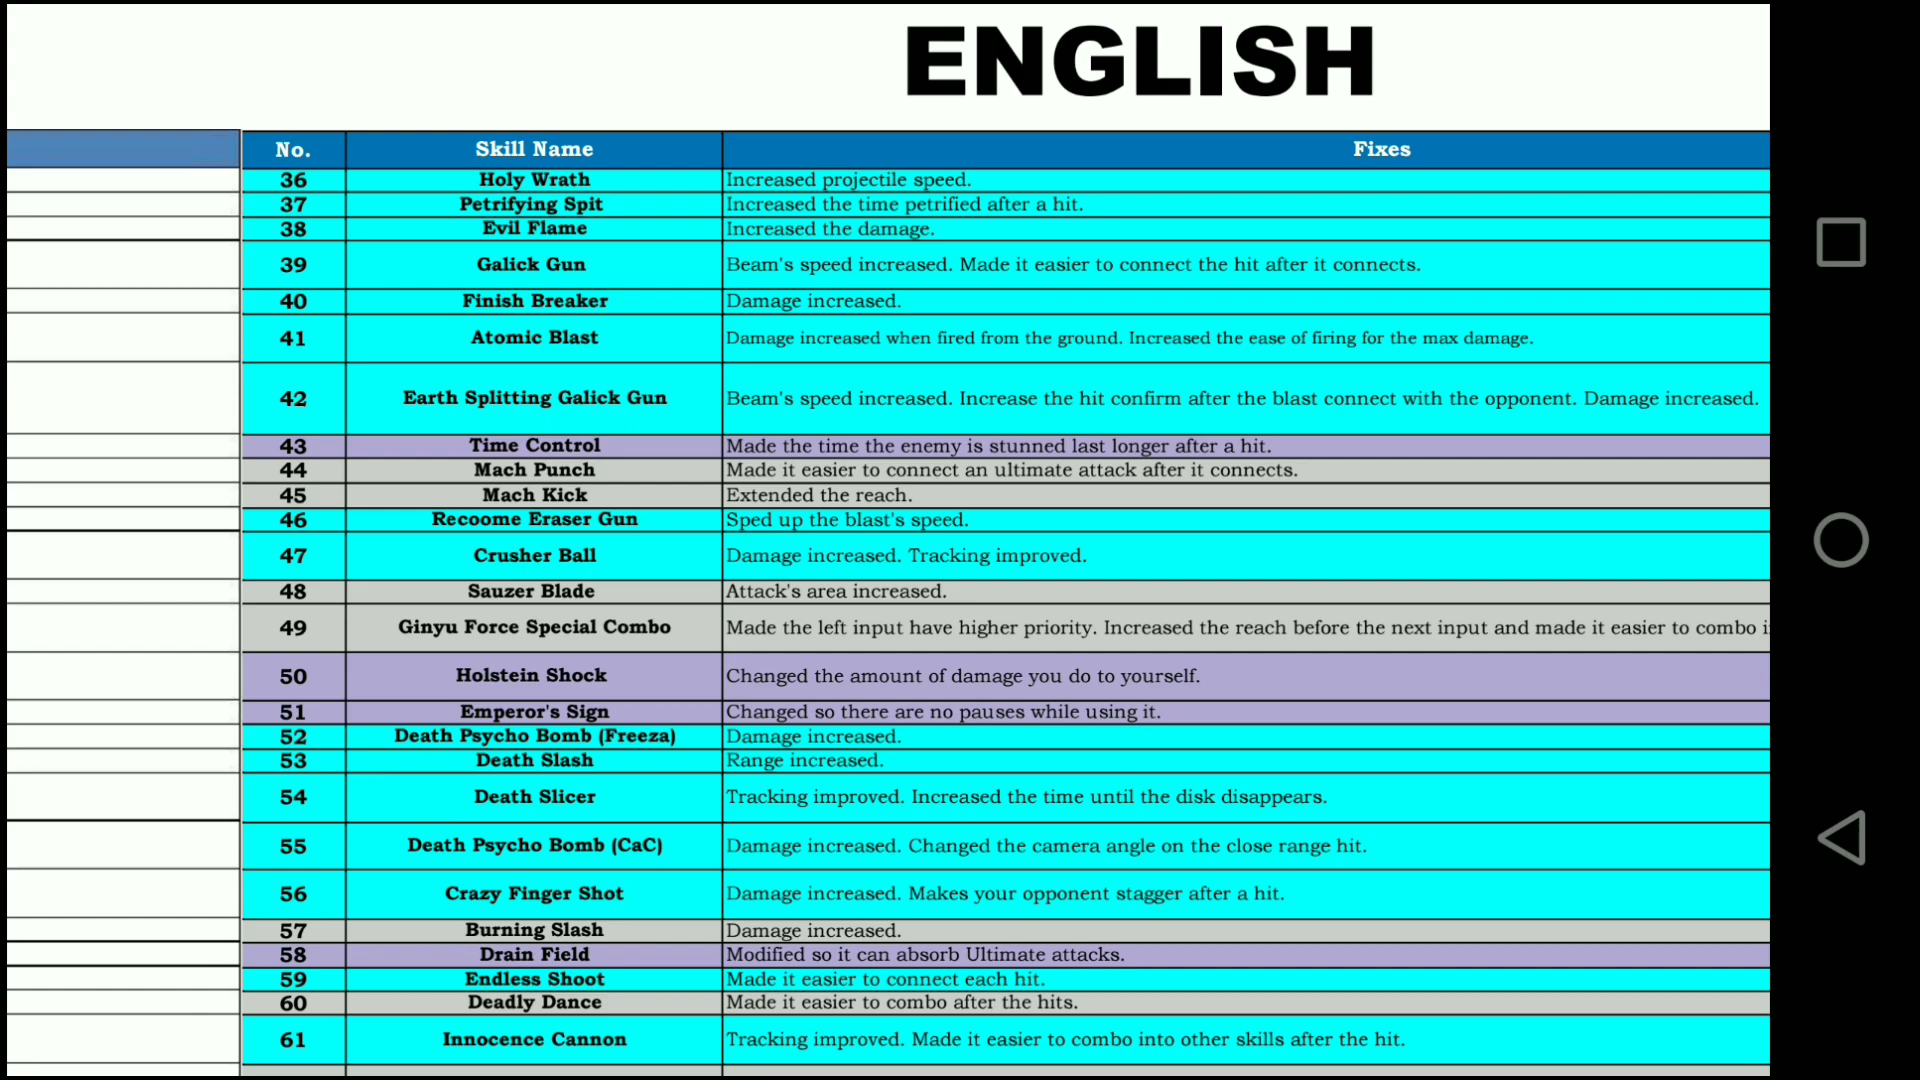 ENGLISH
No. Skill Name Fixes
36 Holy Wrath Increased projectile speed.
37 Petrifying Spit Increased the time petrified after a hit.
38 Evil Flame Increased the damage.
39 Galick Gun Beam's speed increased. Made it easier to connect the hit after it connects.
40 Finish Breaker Damage increased.
41 Atomic Blast Damage increased when fired from the ground. Increased the ease of firing for the max damage.
42 Earth Splitting Galick Gun Beam's speed increased. Increase the hit confirm after the blast connect with the opponent. Damage increased.
43 Time Control Made the time the enemy is stunned last longer after a hit.
44 Mach Punch Made it easier to connect an ultimate attack after it connects.
45 Mach Kick Extended the reach.
46 Recoome Eraser Gun Sped up the blast's speed.
47 Crusher Ball Damage increased. Tracking improved.
48 Sauzer Blade Attack's area increased.
49 Ginyu Force Special Combo Made the left input have higher priority. Increased the reach before the next input and made it easier to combo
50 Holstein Shock Changed the amount of damage you do to yourself.
51 Emperor's Sign Changed so there are no pauses while using it.
52 Death Psycho Bomb (Freeza) Damage increased.
53 Death Slash Range increased.
54 Death Slicer Tracking improved. Increased the time until the disk disappears.
55 Death Psycho Bomb (CaC) Damage increased. Changed the camera angle on the close range hit.
56 Crazy Finger Shot Damage increased. Makes your opponent stagger after a hit.
57 Burning Slash Damage increased.
58 Drain Field Modified so it can absorb Ultimate attacks.
59 Endless Shoot Made it easier to connect each hit.
60 Deadly Dance Made it easier to combo after the hits.
61 Innocence Cannon Tracking improved. Made it easier to combo into other skills after the hit.